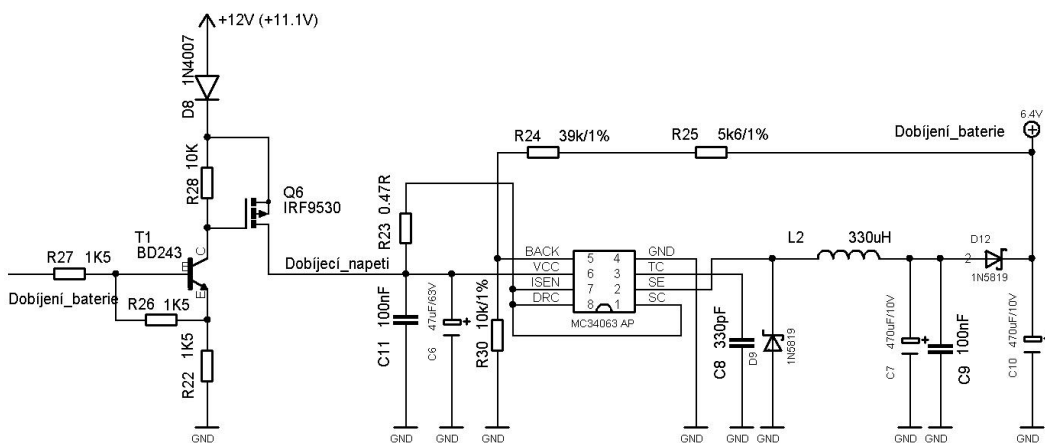 +12V (+11.1V)
1N4007
D8
R28 10K
Q6
IRF9530
T1
BD243
C
B
E
R27 1K5
Dobíjení_baterie
R26 1K5
R22 1K5
GND
R23 0.47R
Dobíjecí_napeti
C11 100nF
GND
C6 47uF/63V
+
GND
R24 39k/1%
R25 5k6/1%
Dobíjení_baterie
6.4V
R30 10k/1%
GND
BACK 5 4 GND
VCC 6 3 TC
ISEN 7 2 SE
DRC 8 1 SC
MC34063 AP
GND
C8 330pF
GND
D9
1N5819
GND
L2 330uH
D12
2
1N5819
C7 470uF/10V
+
GND
C9 100nF
GND
C10 470uF/10V
+
GND